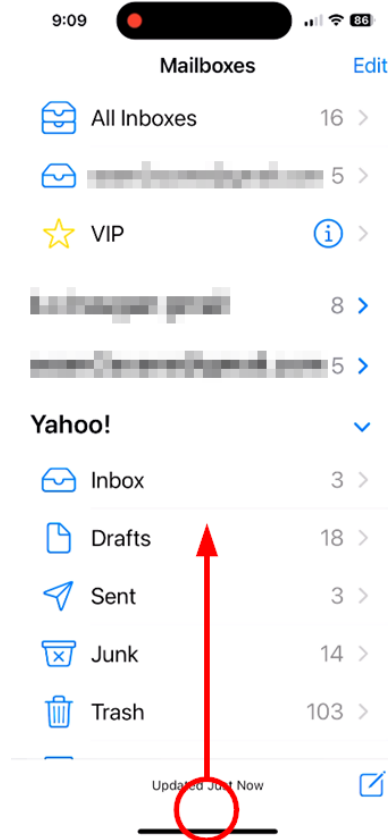 9:09 86
Mailboxes Edit
All Inboxes 16
5
VIP
8
5
Yahoo!
Inbox 3
Drafts 18
Sent 3
Junk 14
Trash 103
Updated Just Now